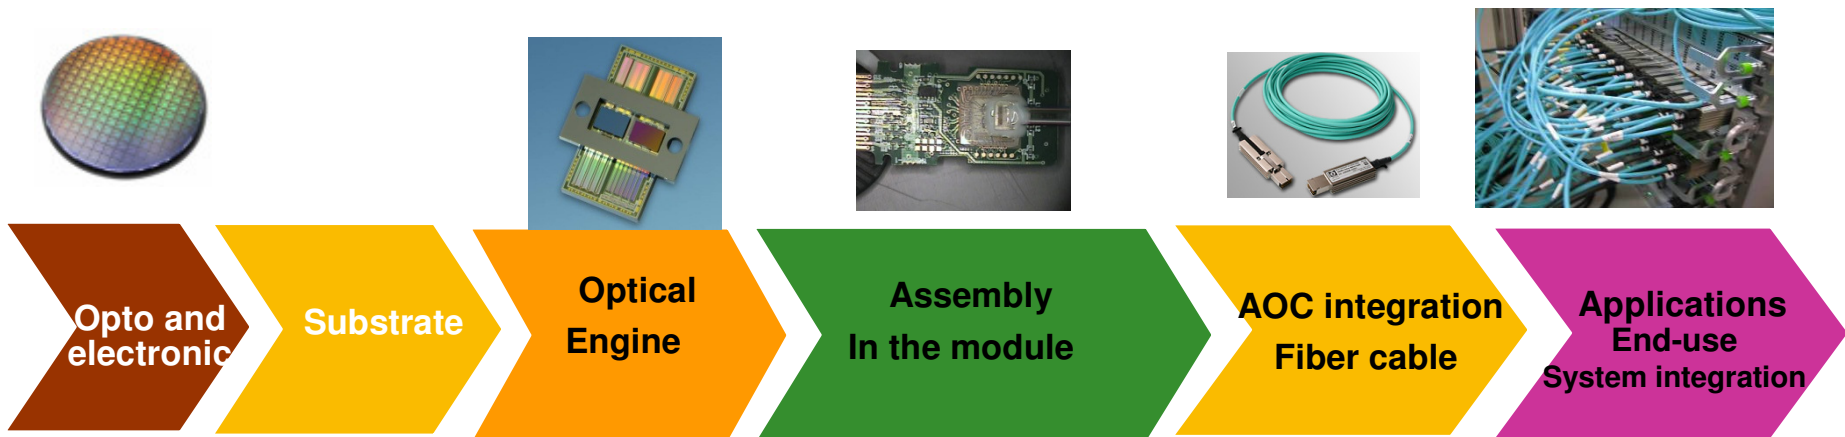 Opto and
electronic
Substrate
Optical
Engine
Assembly
In the module
AOC integration
Fiber cable
Applications
End-use
System integration